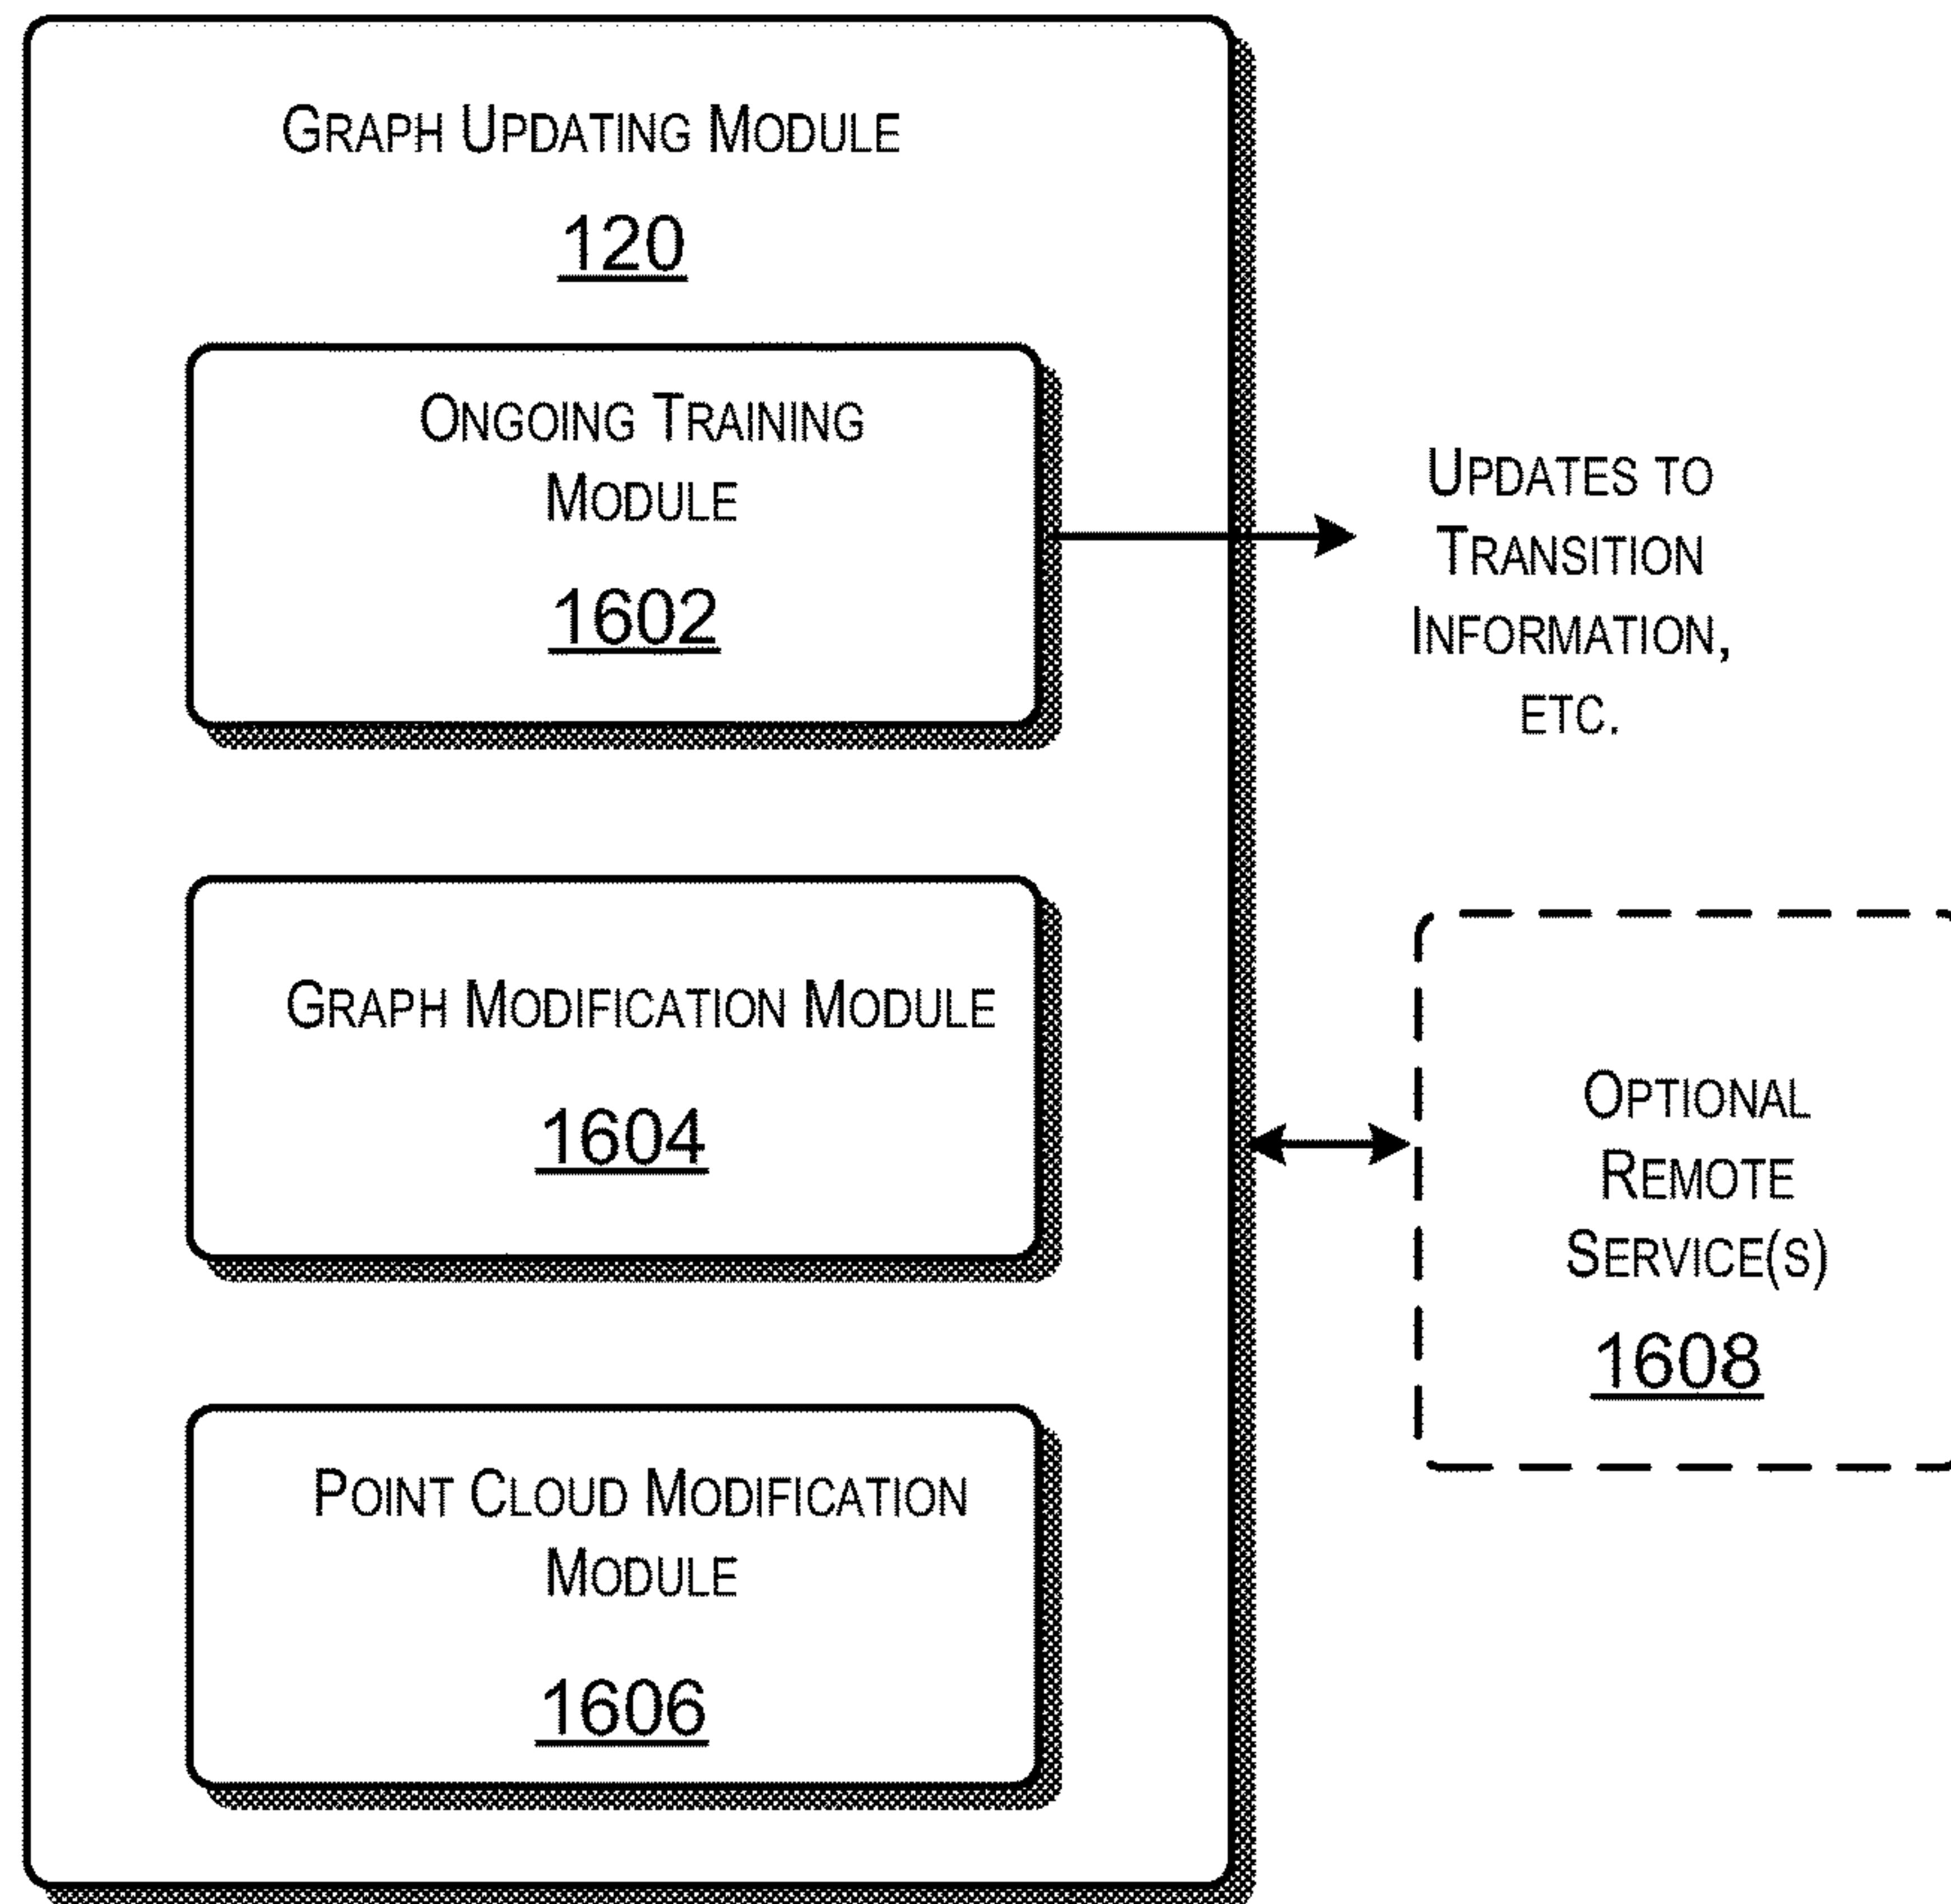 GRAPH UPDATING MODULE
120
ONGOING TRAINING
MODULE
1602
UPDATES TO
TRANSITION
INFORMATION,
ETC.
GRAPH MODIFICATION MODULE
1604
OPTIONAL
REMOTE
SERVICE(S)
1608
POINT CLOUD MODIFICATION
MODULE
1606